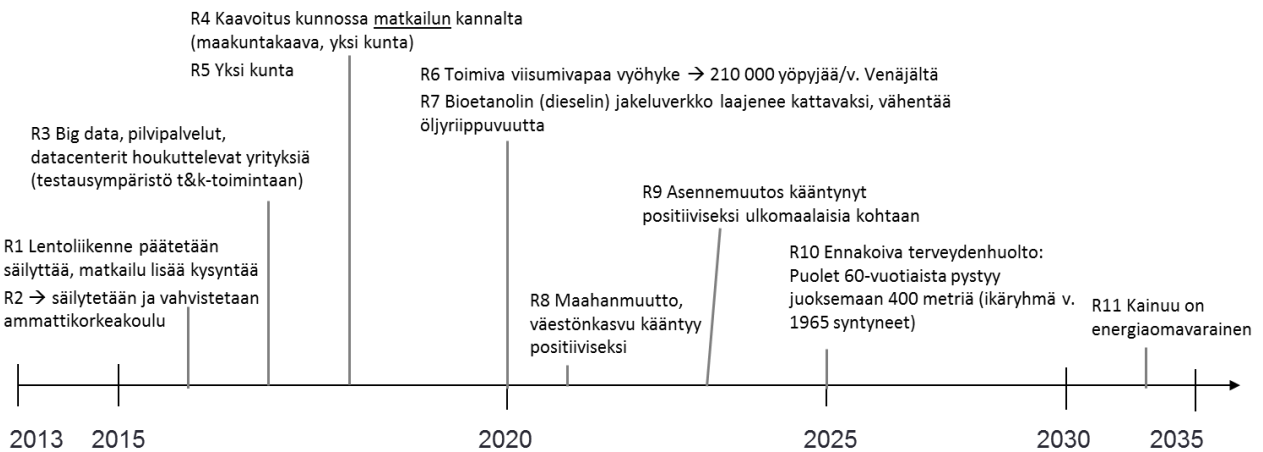 R4 Kaavoitus kunnossa matkailun kannalta
(maakuntakaava, yksi kunta)
R5 Yksi kunta
R6 Toimiva viisumivapaa vyöhyke → 210 000 yöpyjää/v. Venäjältä
R7 Bioetanolin (dieselin) jakeluverkko laajenee kattavaksi, vähentää
öljyriippuvuutta
R3 Big data, pilvipalvelut,
datacenterit houkuttelevat yrityksiä
(testausympäristö t&k-toimintaan)
R9 Asennemuutos kääntynyt
positiiviseksi ulkomaalaisia kohtaan
R1 Lentoliikenne päätetään
säilyttää, matkailu lisää kysyntää
R2 → säilytetään ja vahvistetaan
ammattikorkeakoulu
R10 Ennakoiva terveydenhuolto:
Puolet 60-vuotiaista pystyy
juoksemaan 400 metriä (ikäryhmä v.
1965 syntyneet)
R8 Maahanmuutto,
väestönkasvu kääntyy
positiiviseksi
R11 Kainuu on
energiaomavarainen
2013 2015 2020 2025 2030 2035